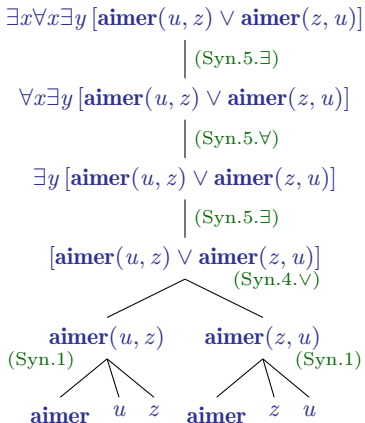 ∃x∀x∃y [aimer(u, z) ∨ aimer(z, u)]
(Syn.5.∃)
∀x∃y [aimer(u, z) ∨ aimer(z, u)]
(Syn.5.∀)
∃y [aimer(u, z) ∨ aimer(z, u)]
(Syn.5.∃)
[aimer(u, z) ∨ aimer(z, u)]
(Syn.4.∨)
aimer(u, z) aimer(z, u)
(Syn.1) (Syn.1)
aimer u z aimer z u